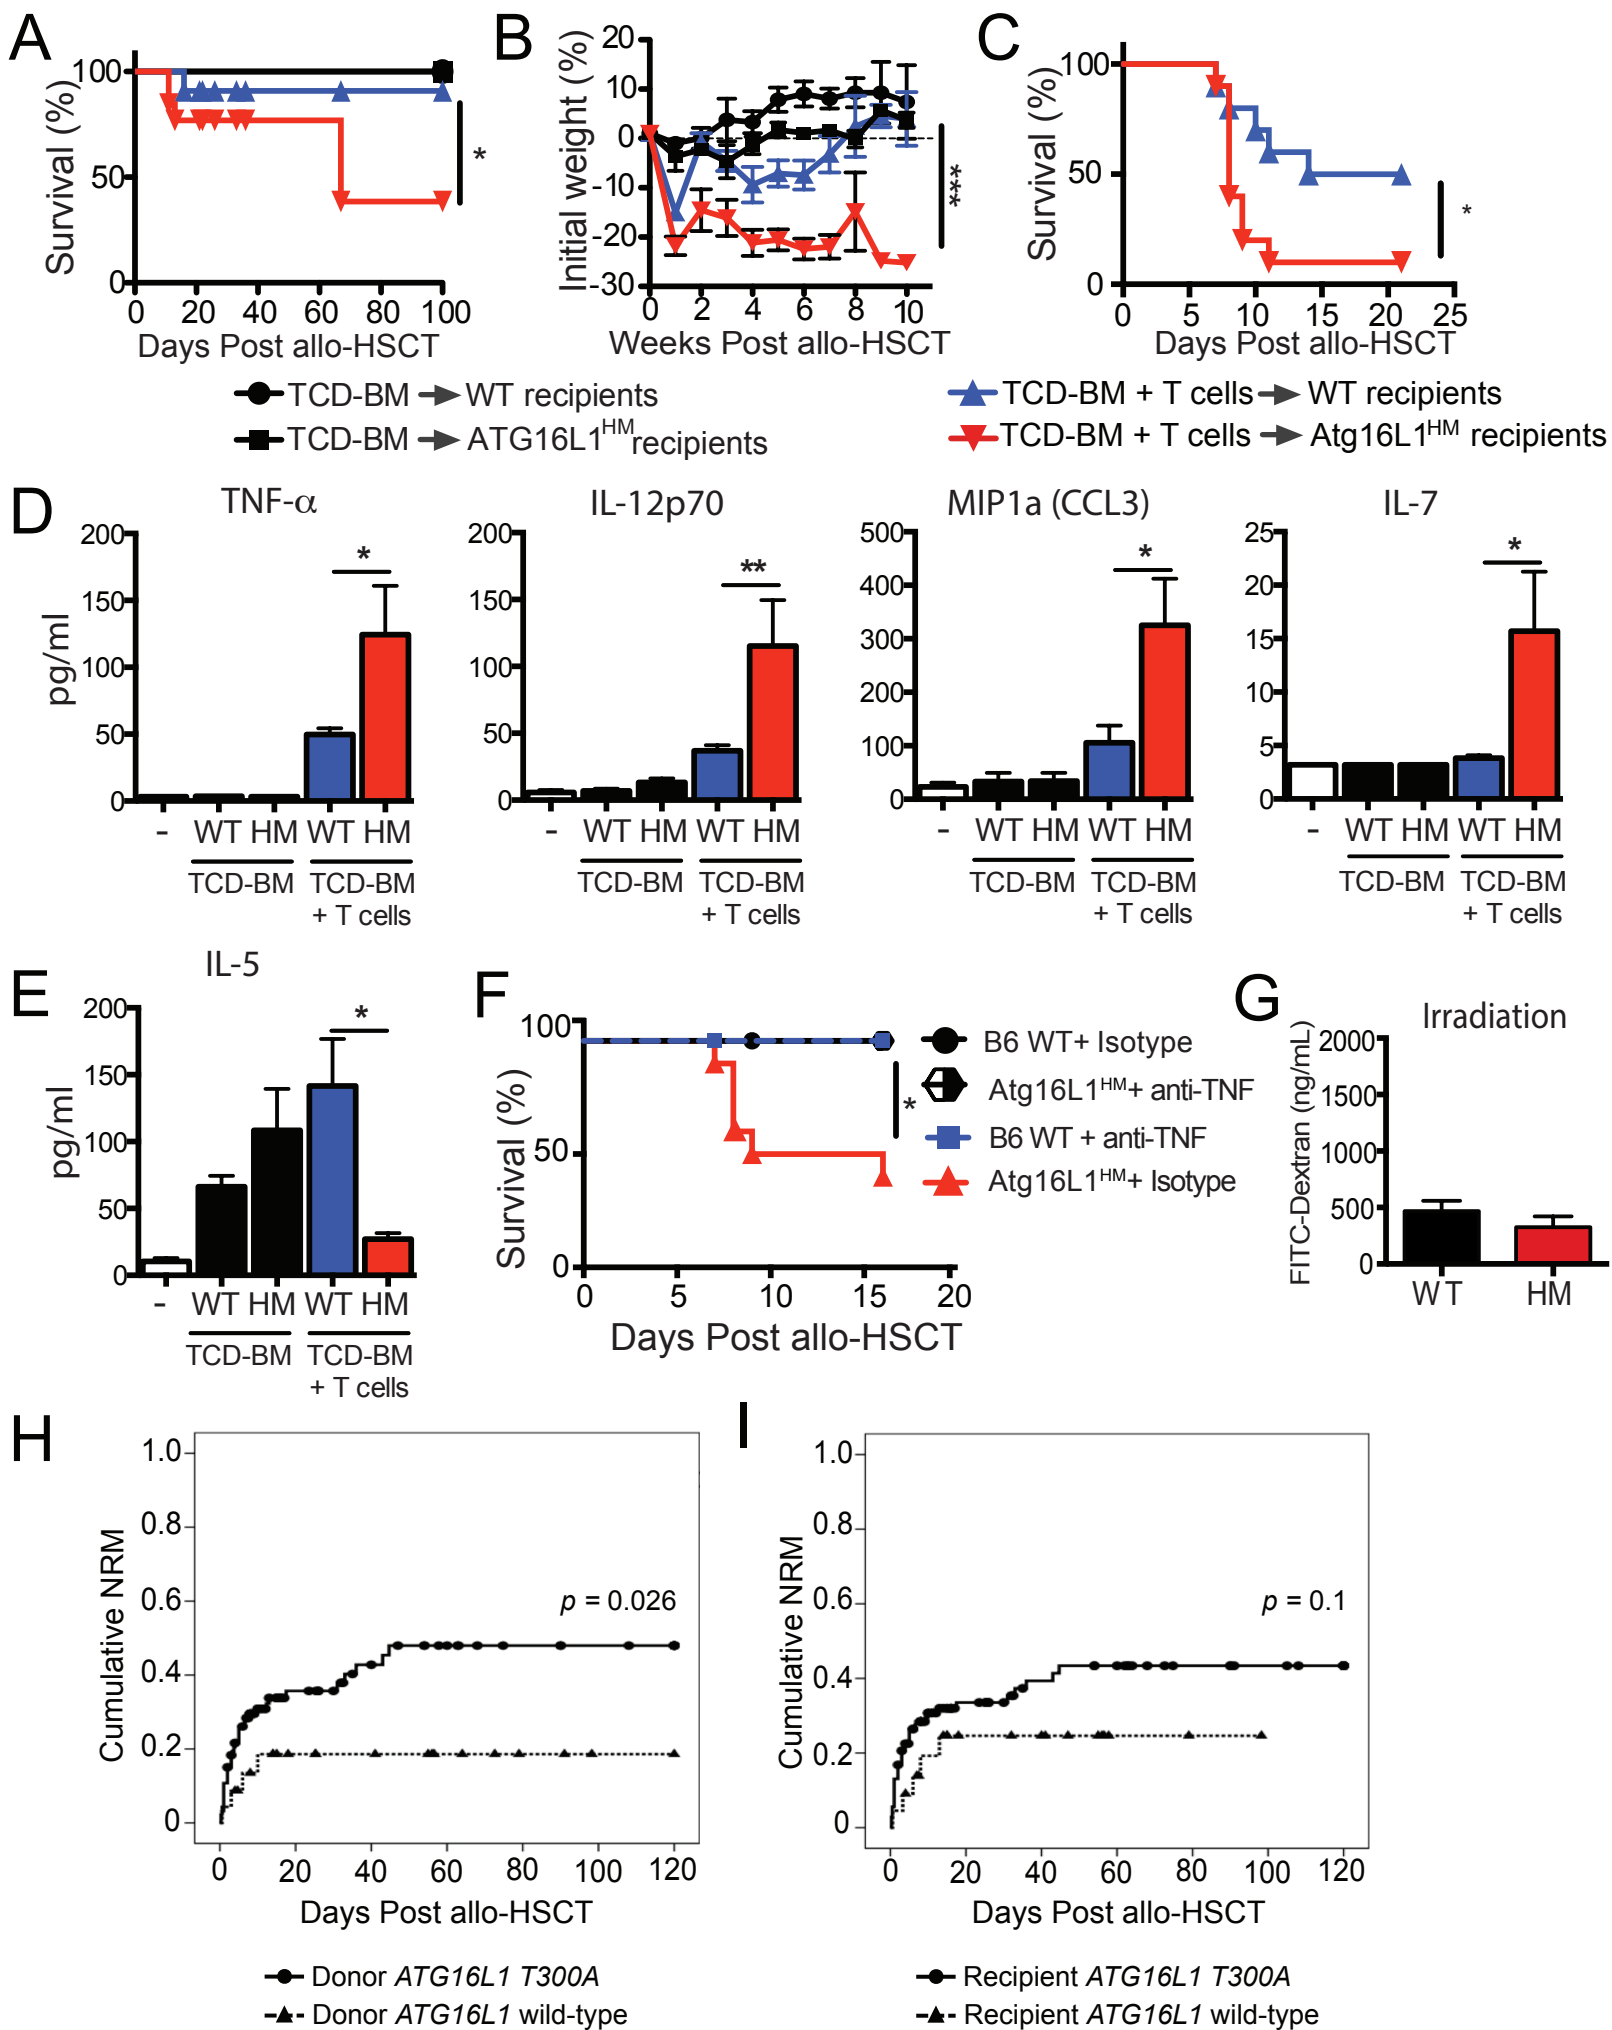 A
Survival (%)
100
50
0
0 20 40 60 80 100
Days Post allo-HSCT
*
B
Initial weight (%)
20
10
0
-10
-20
-30
0 2 4 6 8 10
Weeks Post allo-HSCT
***
C
Survival (%)
100
50
0
0 5 10 15 20 25
Days Post allo-HSCT
*
TCD-BM WT recipients
TCD-BM ATG16L1HM recipients
TCD-BM + T cells WT recipients
TCD-BM + T cells Atg16L1HM recipients
D
TNF-α
pg/ml
200
150
100
50
0
*
- WT HM WT HM
TCD-BM TCD-BM
+ T cells
IL-12p70
200
150
100
50
0
**
- WT HM WT HM
TCD-BM TCD-BM
+ T cells
MIP1a (CCL3)
500
400
300
200
100
0
*
- WT HM WT HM
TCD-BM TCD-BM
+ T cells
IL-7
25
20
15
10
5
0
*
- WT HM WT HM
TCD-BM TCD-BM
+ T cells
E
IL-5
pg/ml
200
150
100
50
0
*
- WT HM WT HM
TCD-BM TCD-BM
+ T cells
F
Survival (%)
100
50
0
0 5 10 15 20
Days Post allo-HSCT
*
B6 WT+ Isotype
Atg16L1HM+ anti-TNF
B6 WT + anti-TNF
Atg16L1HM+ Isotype
G
Irradiation
FITC-Dextran (ng/mL)
2000
1500
1000
500
0
WT HM
H
Cumulative NRM
1.0
0.8
0.6
0.4
0.2
0
p = 0.026
0 20 40 60 80 100 120
Days Post allo-HSCT
Donor ATG16L1 T300A
Donor ATG16L1 wild-type
I
Cumulative NRM
1.0
0.8
0.6
0.4
0.2
0
p = 0.1
0 20 40 60 80 100 120
Days Post allo-HSCT
Recipient ATG16L1 T300A
Recipient ATG16L1 wild-type